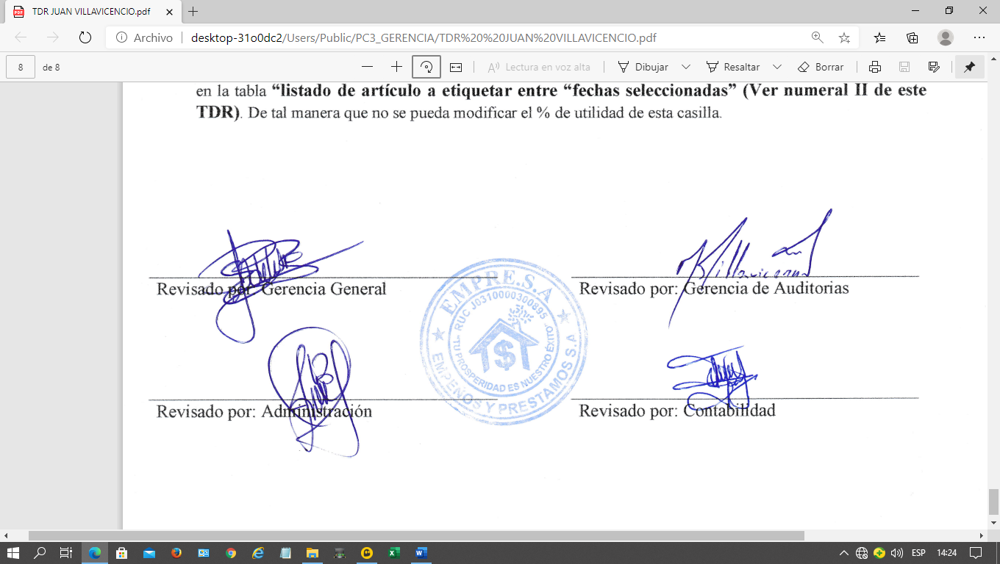 TDR JUAN VILLAVICENCIO.pdf
Archivo desktop-31o0dc2/Users/Public/PC3_GERENCIA/TDR%20%20JUAN%20VILLAVICENCIO.pdf
8 de 8 Lectura en voz alta Dibujar Resaltar Borrar
en la tabla “listado de artículo a etiquetar entre “fechas seleccionadas” (Ver numeral II de este
TDR). De tal manera que no se pueda modificar el % de utilidad de esta casilla.
Revisado por: Gerencia General
Revisado por: Gerencia de Auditorias
EMPRE.S.A
RUC J0310000300895
"TU PROSPERIDAD ES NUESTRO ÉXITO"
EMPEÑOS Y PRESTAMOS S.A
$
Revisado por: Administración
Revisado por: Contabilidad
ESP 14:24